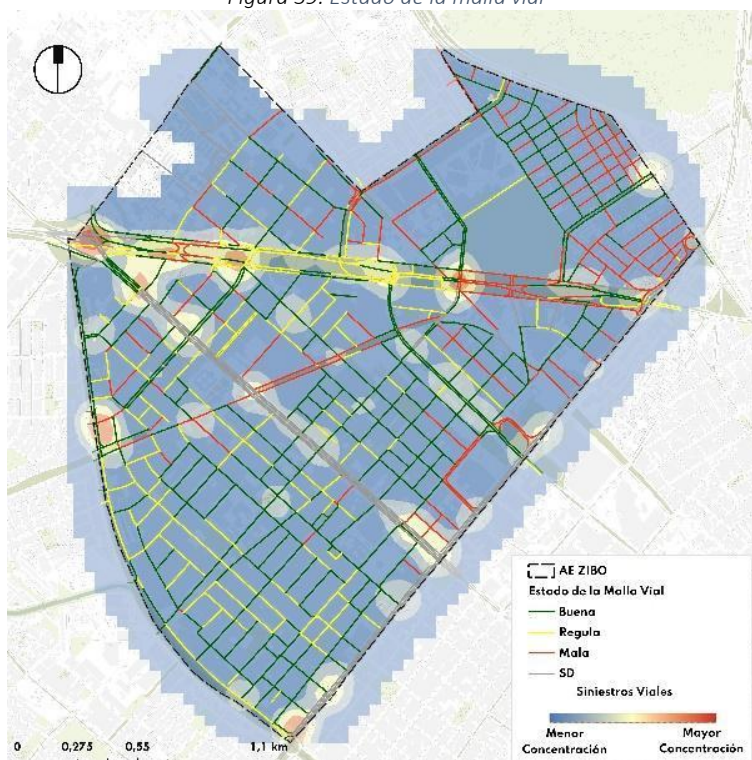 Figura 39. Estado de la malla vial
AE ZIBO
Estado de la Malla Vial
Buena
Regula
Mala
SD
Siniestros Viales
Menor Concentración
Mayor Concentración
0 0,275 0,55 1,1 km